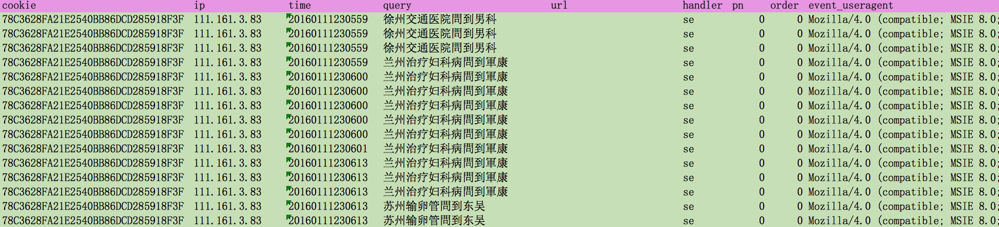 cookie ip time query url handler pn order event_useragent
78C3628FA21E2540BB86DCD285918F3F 111.161.3.83 20160111230559 徐州交通医院問到男科 se 0 0 Mozilla/4.0 (compatible; MSIE 8.0;
78C3628FA21E2540BB86DCD285918F3F 111.161.3.83 20160111230559 徐州交通医院問到男科 se 0 0 Mozilla/4.0 (compatible; MSIE 8.0;
78C3628FA21E2540BB86DCD285918F3F 111.161.3.83 20160111230559 徐州交通医院問到男科 se 0 0 Mozilla/4.0 (compatible; MSIE 8.0;
78C3628FA21E2540BB86DCD285918F3F 111.161.3.83 20160111230559 兰州治疗妇科病問到軍康 se 0 0 Mozilla/4.0 (compatible; MSIE 8.0;
78C3628FA21E2540BB86DCD285918F3F 111.161.3.83 20160111230600 兰州治疗妇科病問到軍康 se 0 0 Mozilla/4.0 (compatible; MSIE 8.0;
78C3628FA21E2540BB86DCD285918F3F 111.161.3.83 20160111230600 兰州治疗妇科病問到軍康 se 0 0 Mozilla/4.0 (compatible; MSIE 8.0;
78C3628FA21E2540BB86DCD285918F3F 111.161.3.83 20160111230600 兰州治疗妇科病問到軍康 se 0 0 Mozilla/4.0 (compatible; MSIE 8.0;
78C3628FA21E2540BB86DCD285918F3F 111.161.3.83 20160111230600 兰州治疗妇科病問到軍康 se 0 0 Mozilla/4.0 (compatible; MSIE 8.0;
78C3628FA21E2540BB86DCD285918F3F 111.161.3.83 20160111230600 兰州治疗妇科病問到軍康 se 0 0 Mozilla/4.0 (compatible; MSIE 8.0;
78C3628FA21E2540BB86DCD285918F3F 111.161.3.83 20160111230601 兰州治疗妇科病問到軍康 se 0 0 Mozilla/4.0 (compatible; MSIE 8.0;
78C3628FA21E2540BB86DCD285918F3F 111.161.3.83 20160111230613 兰州治疗妇科病問到軍康 se 0 0 Mozilla/4.0 (compatible; MSIE 8.0;
78C3628FA21E2540BB86DCD285918F3F 111.161.3.83 20160111230613 兰州治疗妇科病問到軍康 se 0 0 Mozilla/4.0 (compatible; MSIE 8.0;
78C3628FA21E2540BB86DCD285918F3F 111.161.3.83 20160111230613 兰州治疗妇科病問到軍康 se 0 0 Mozilla/4.0 (compatible; MSIE 8.0;
78C3628FA21E2540BB86DCD285918F3F 111.161.3.83 20160111230613 苏州输卵管問到东吴 se 0 0 Mozilla/4.0 (compatible; MSIE 8.0;
78C3628FA21E2540BB86DCD285918F3F 111.161.3.83 20160111230613 苏州输卵管問到东吴 se 0 0 Mozilla/4.0 (compatible; MSIE 8.0;